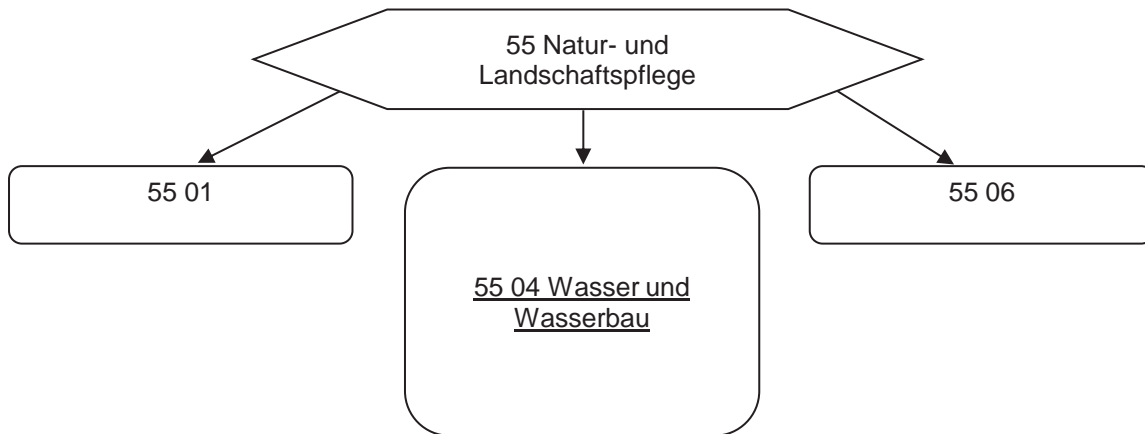 55 Natur- und
Landschaftspflege
55 01
55 04 Wasser und
Wasserbau
55 06